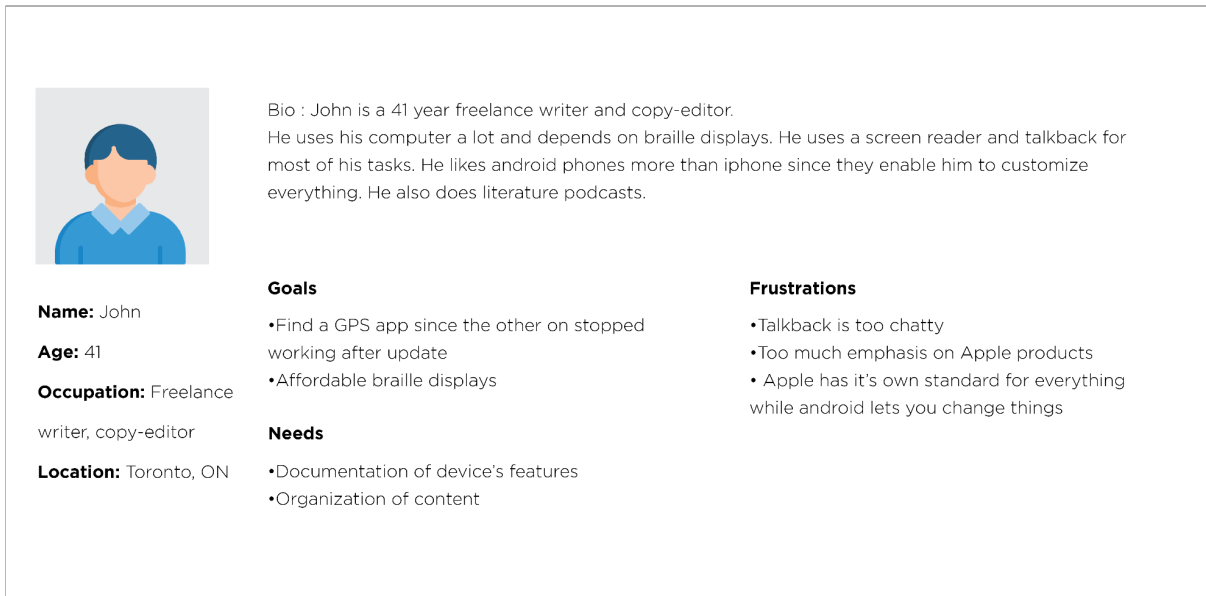 Bio : John is a 41 year freelance writer and copy-editor.
He uses his computer a lot and depends on braille displays. He uses a screen reader and talkback for
most of his tasks. He likes android phones more than iphone since they enable him to customize
everything. He also does literature podcasts.
Name: John
Age: 41
Occupation: Freelance
writer, copy-editor
Location: Toronto, ON
Goals
•Find a GPS app since the other on stopped
working after update
•Affordable braille displays
Needs
•Documentation of device’s features
•Organization of content
Frustrations
•Talkback is too chatty
•Too much emphasis on Apple products
• Apple has it’s own standard for everything
while android lets you change things